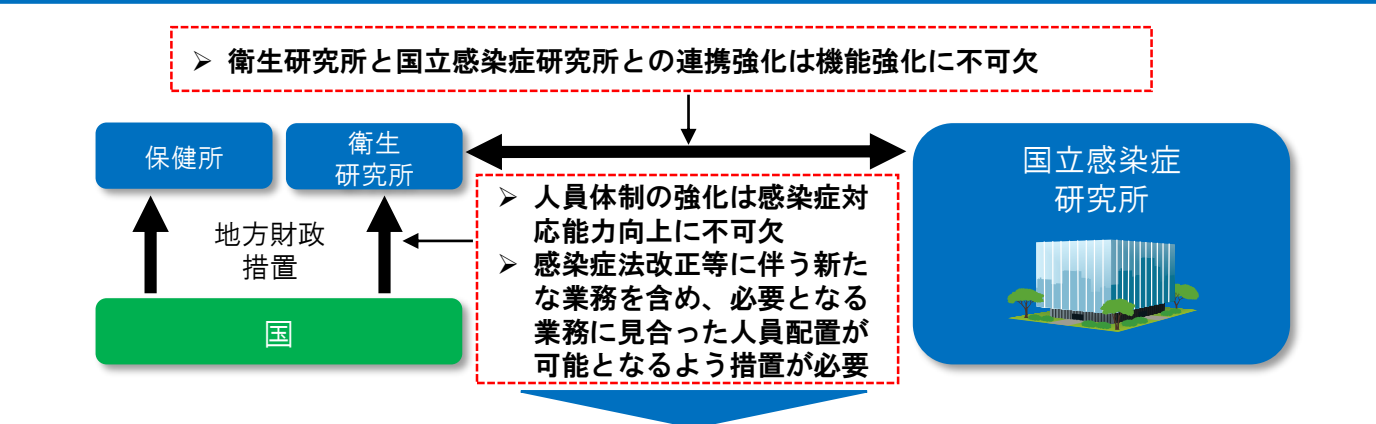 ➢ 衛生研究所と国立感染症研究所との連携強化は機能強化に不可欠
保健所
衛生
研究所
国立感染症
研究所
地方財政
措置
国
➢ 人員体制の強化は感染症対
応能力向上に不可欠
➢ 感染症法改正等に伴う新た
な業務を含め、必要となる
業務に見合った人員配置が
可能となるよう措置が必要